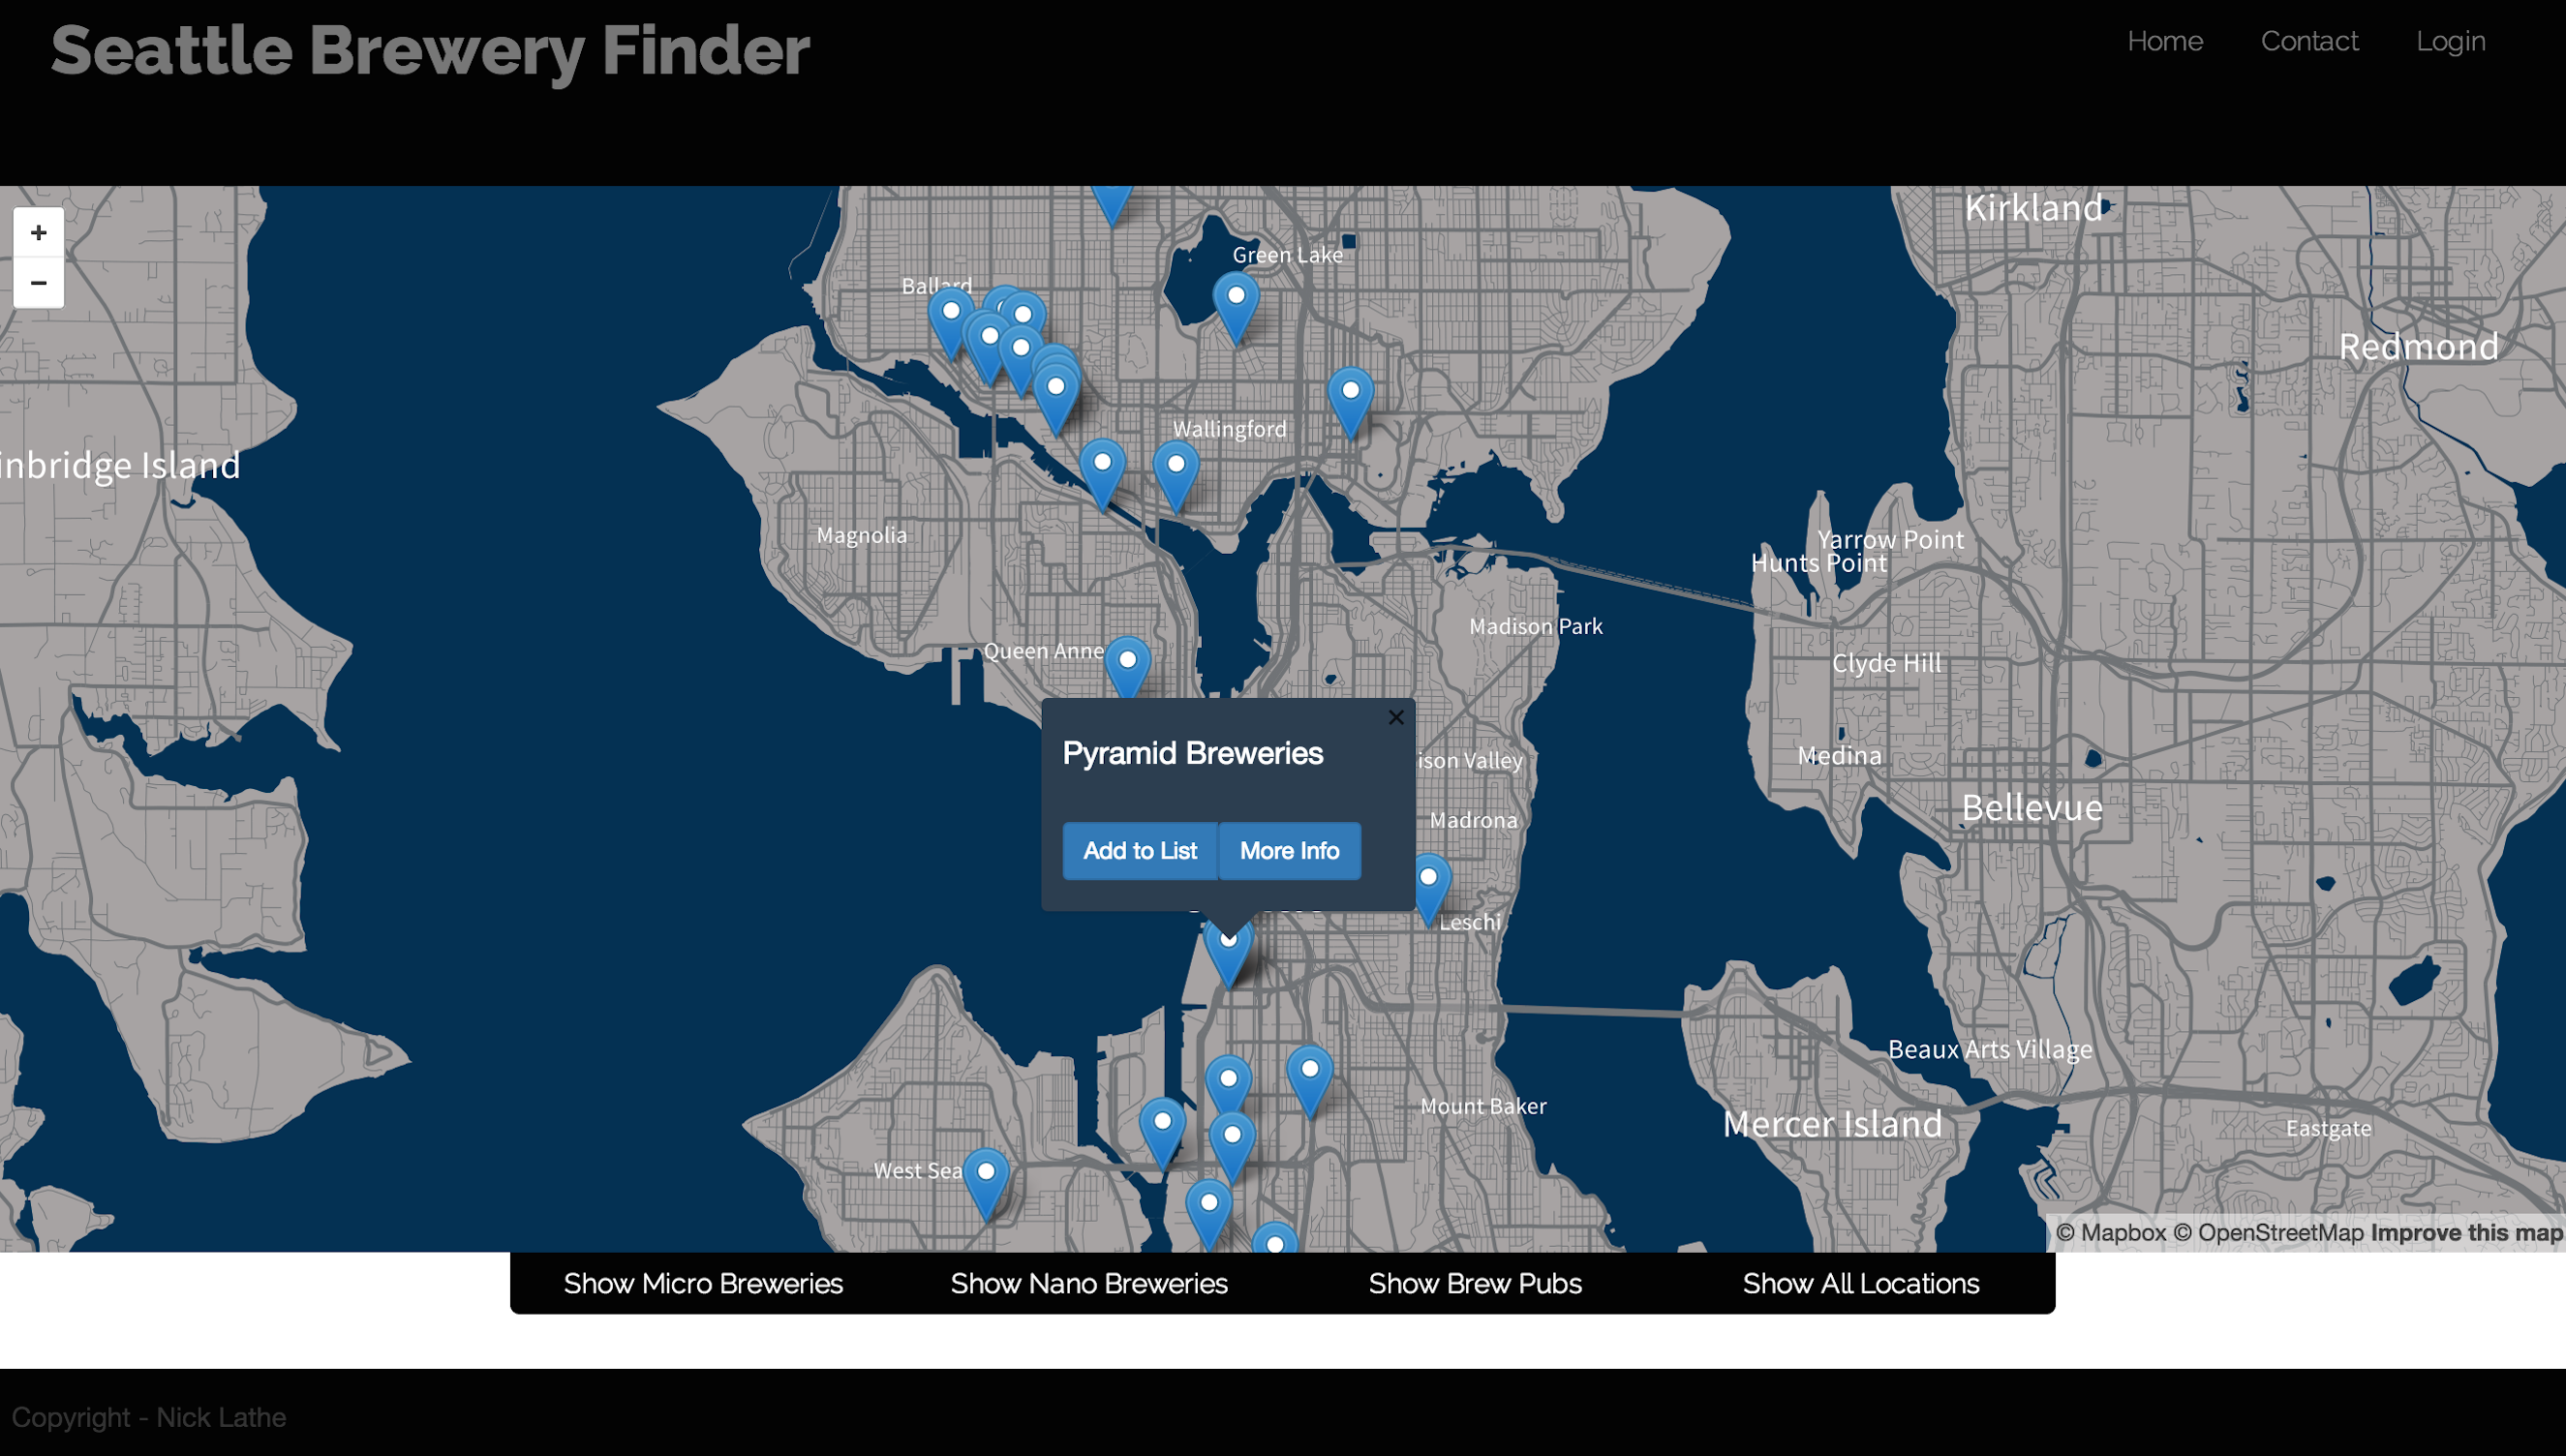 Seattle Brewery Finder
Home Contact Login
+
−
Kirkland
Green Lake
Ballard
Redmond
Wallingford
inbridge Island
Magnolia
Yarrow Point
Hunts Point
Madison Park
Queen Anne
Clyde Hill
×
Pyramid Breweries
ison Valley
Medina
Bellevue
Madrona
Add to List More Info
Leschi
Beaux Arts Village
Mount Baker
Mercer Island
Eastgate
West Sea
© Mapbox © OpenStreetMap Improve this map
Show Micro Breweries Show Nano Breweries Show Brew Pubs Show All Locations
Copyright - Nick Lathe